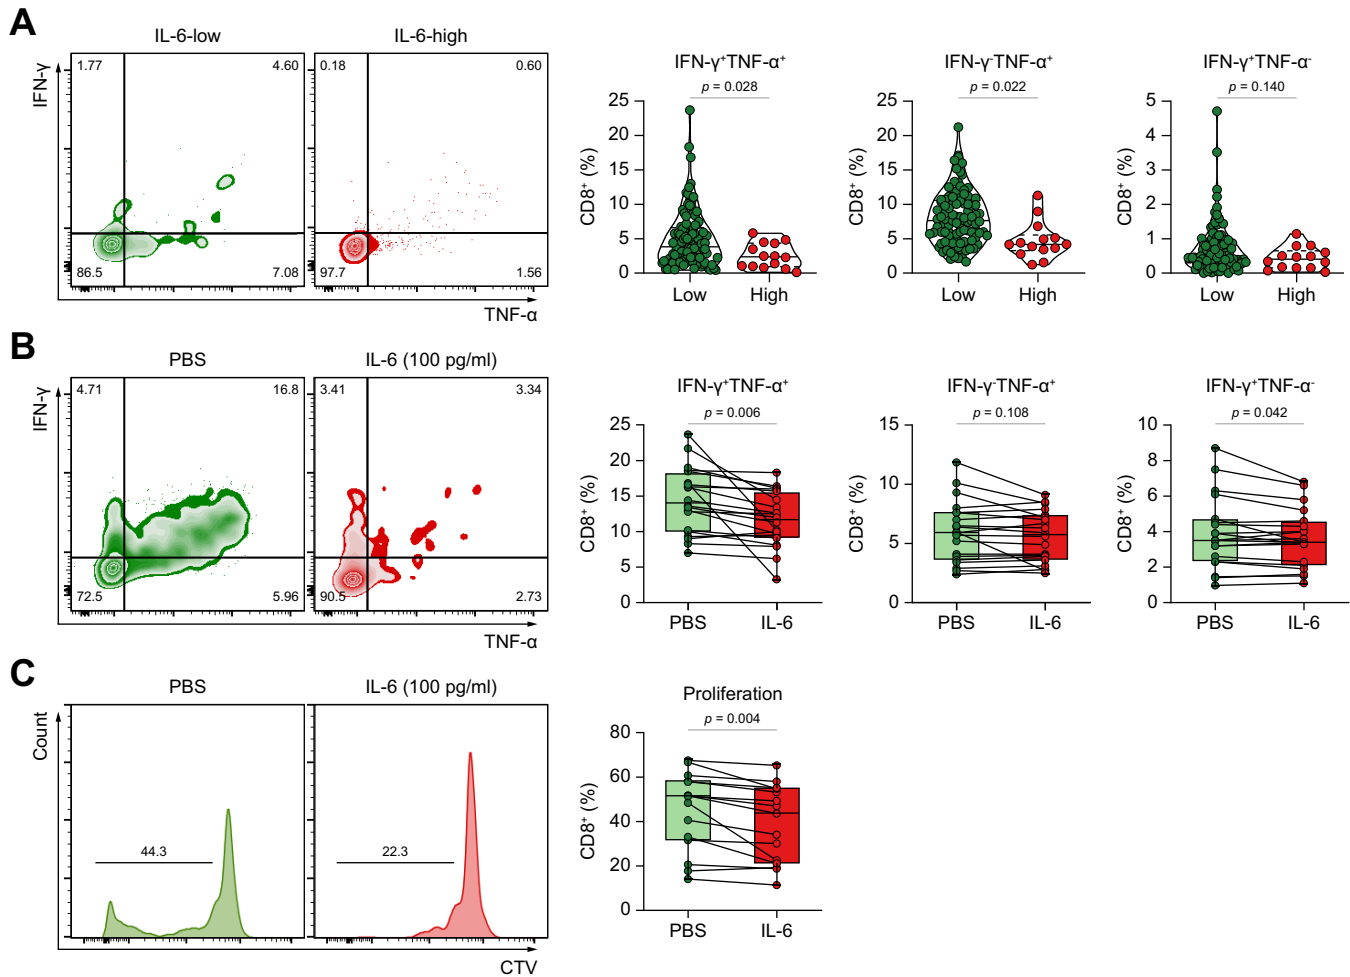 A
IL-6-low
IL-6-high
IFN-γ
1.77
4.60
86.5
7.08
0.18
0.60
97.7
1.56
TNF-α
IFN-γ⁺TNF-α⁺
p = 0.028
CD8⁺ (%)
25
20
15
10
5
0
Low
High
IFN-γ⁻TNF-α⁺
p = 0.022
CD8⁺ (%)
25
20
15
10
5
0
Low
High
IFN-γ⁺TNF-α⁻
p = 0.140
CD8⁺ (%)
5
4
3
2
1
0
Low
High
B
PBS
IL-6 (100 pg/ml)
IFN-γ
4.71
16.8
72.5
5.96
3.41
3.34
90.5
2.73
TNF-α
IFN-γ⁺TNF-α⁺
p = 0.006
CD8⁺ (%)
25
20
15
10
5
0
PBS
IL-6
IFN-γ⁻TNF-α⁺
p = 0.108
CD8⁺ (%)
15
10
5
0
PBS
IL-6
IFN-γ⁺TNF-α⁻
p = 0.042
CD8⁺ (%)
10
8
6
4
2
0
PBS
IL-6
C
PBS
IL-6 (100 pg/ml)
Count
44.3
22.3
CTV
Proliferation
p = 0.004
CD8⁺ (%)
80
60
40
20
0
PBS
IL-6